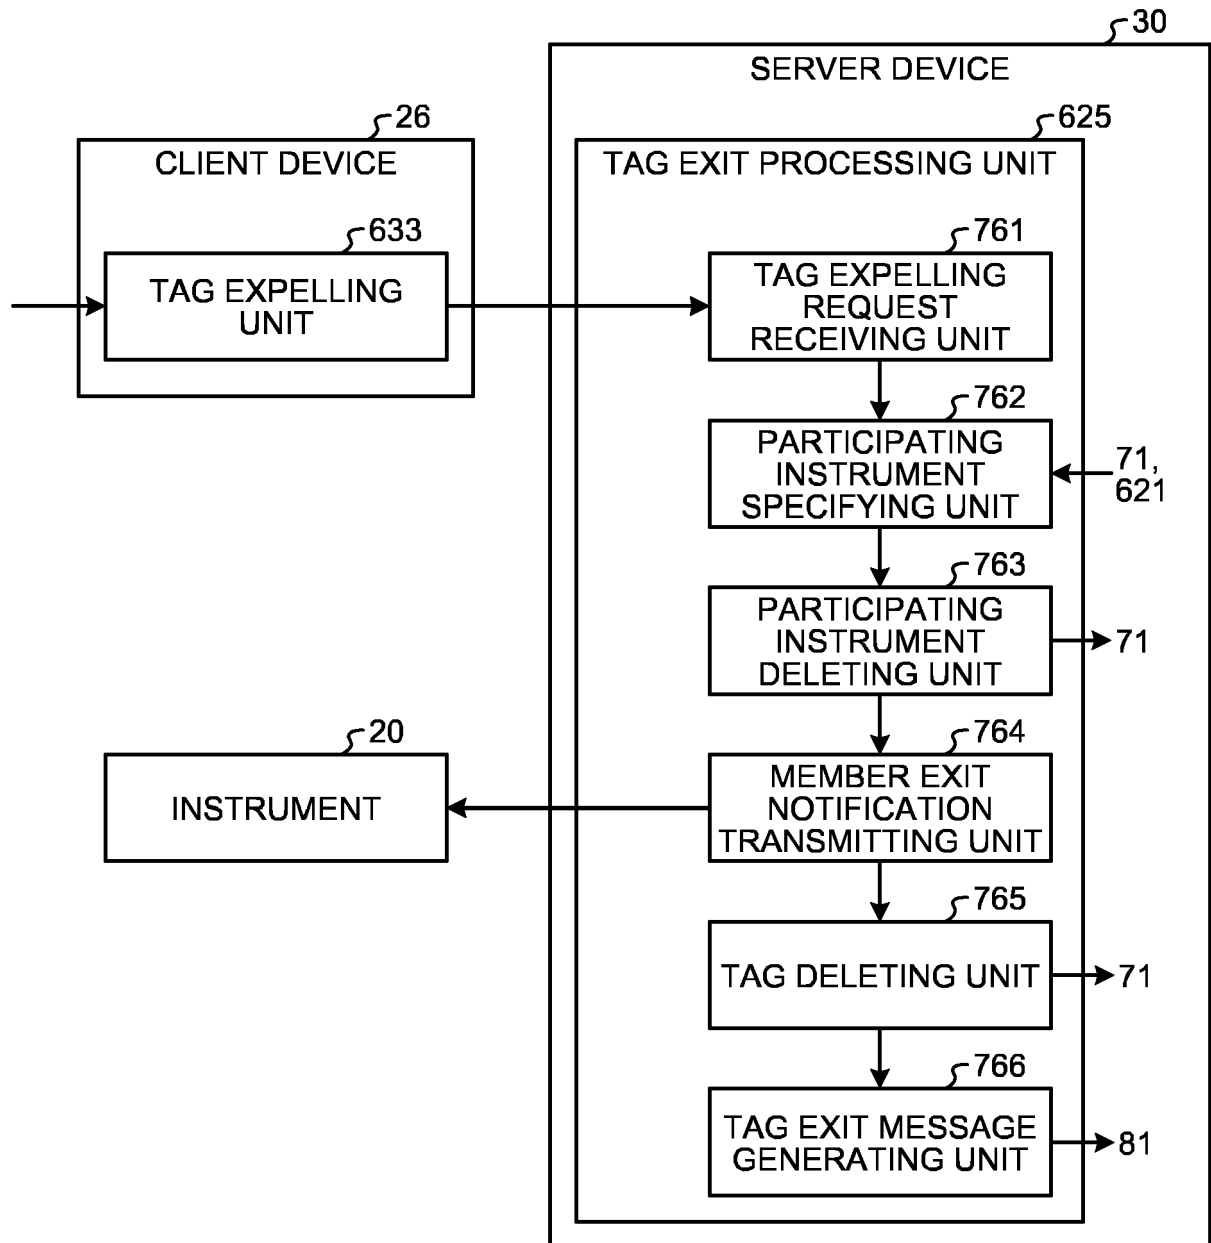 30
SERVER DEVICE
26
CLIENT DEVICE
625
TAG EXIT PROCESSING UNIT
633
TAG EXPELLING
UNIT
761
TAG EXPELLING
REQUEST
RECEIVING UNIT
762
PARTICIPATING
INSTRUMENT
SPECIFYING UNIT
71,
621
763
PARTICIPATING
INSTRUMENT
DELETING UNIT
71
20
INSTRUMENT
764
MEMBER EXIT
NOTIFICATION
TRANSMITTING UNIT
765
TAG DELETING UNIT
71
766
TAG EXIT MESSAGE
GENERATING UNIT
81